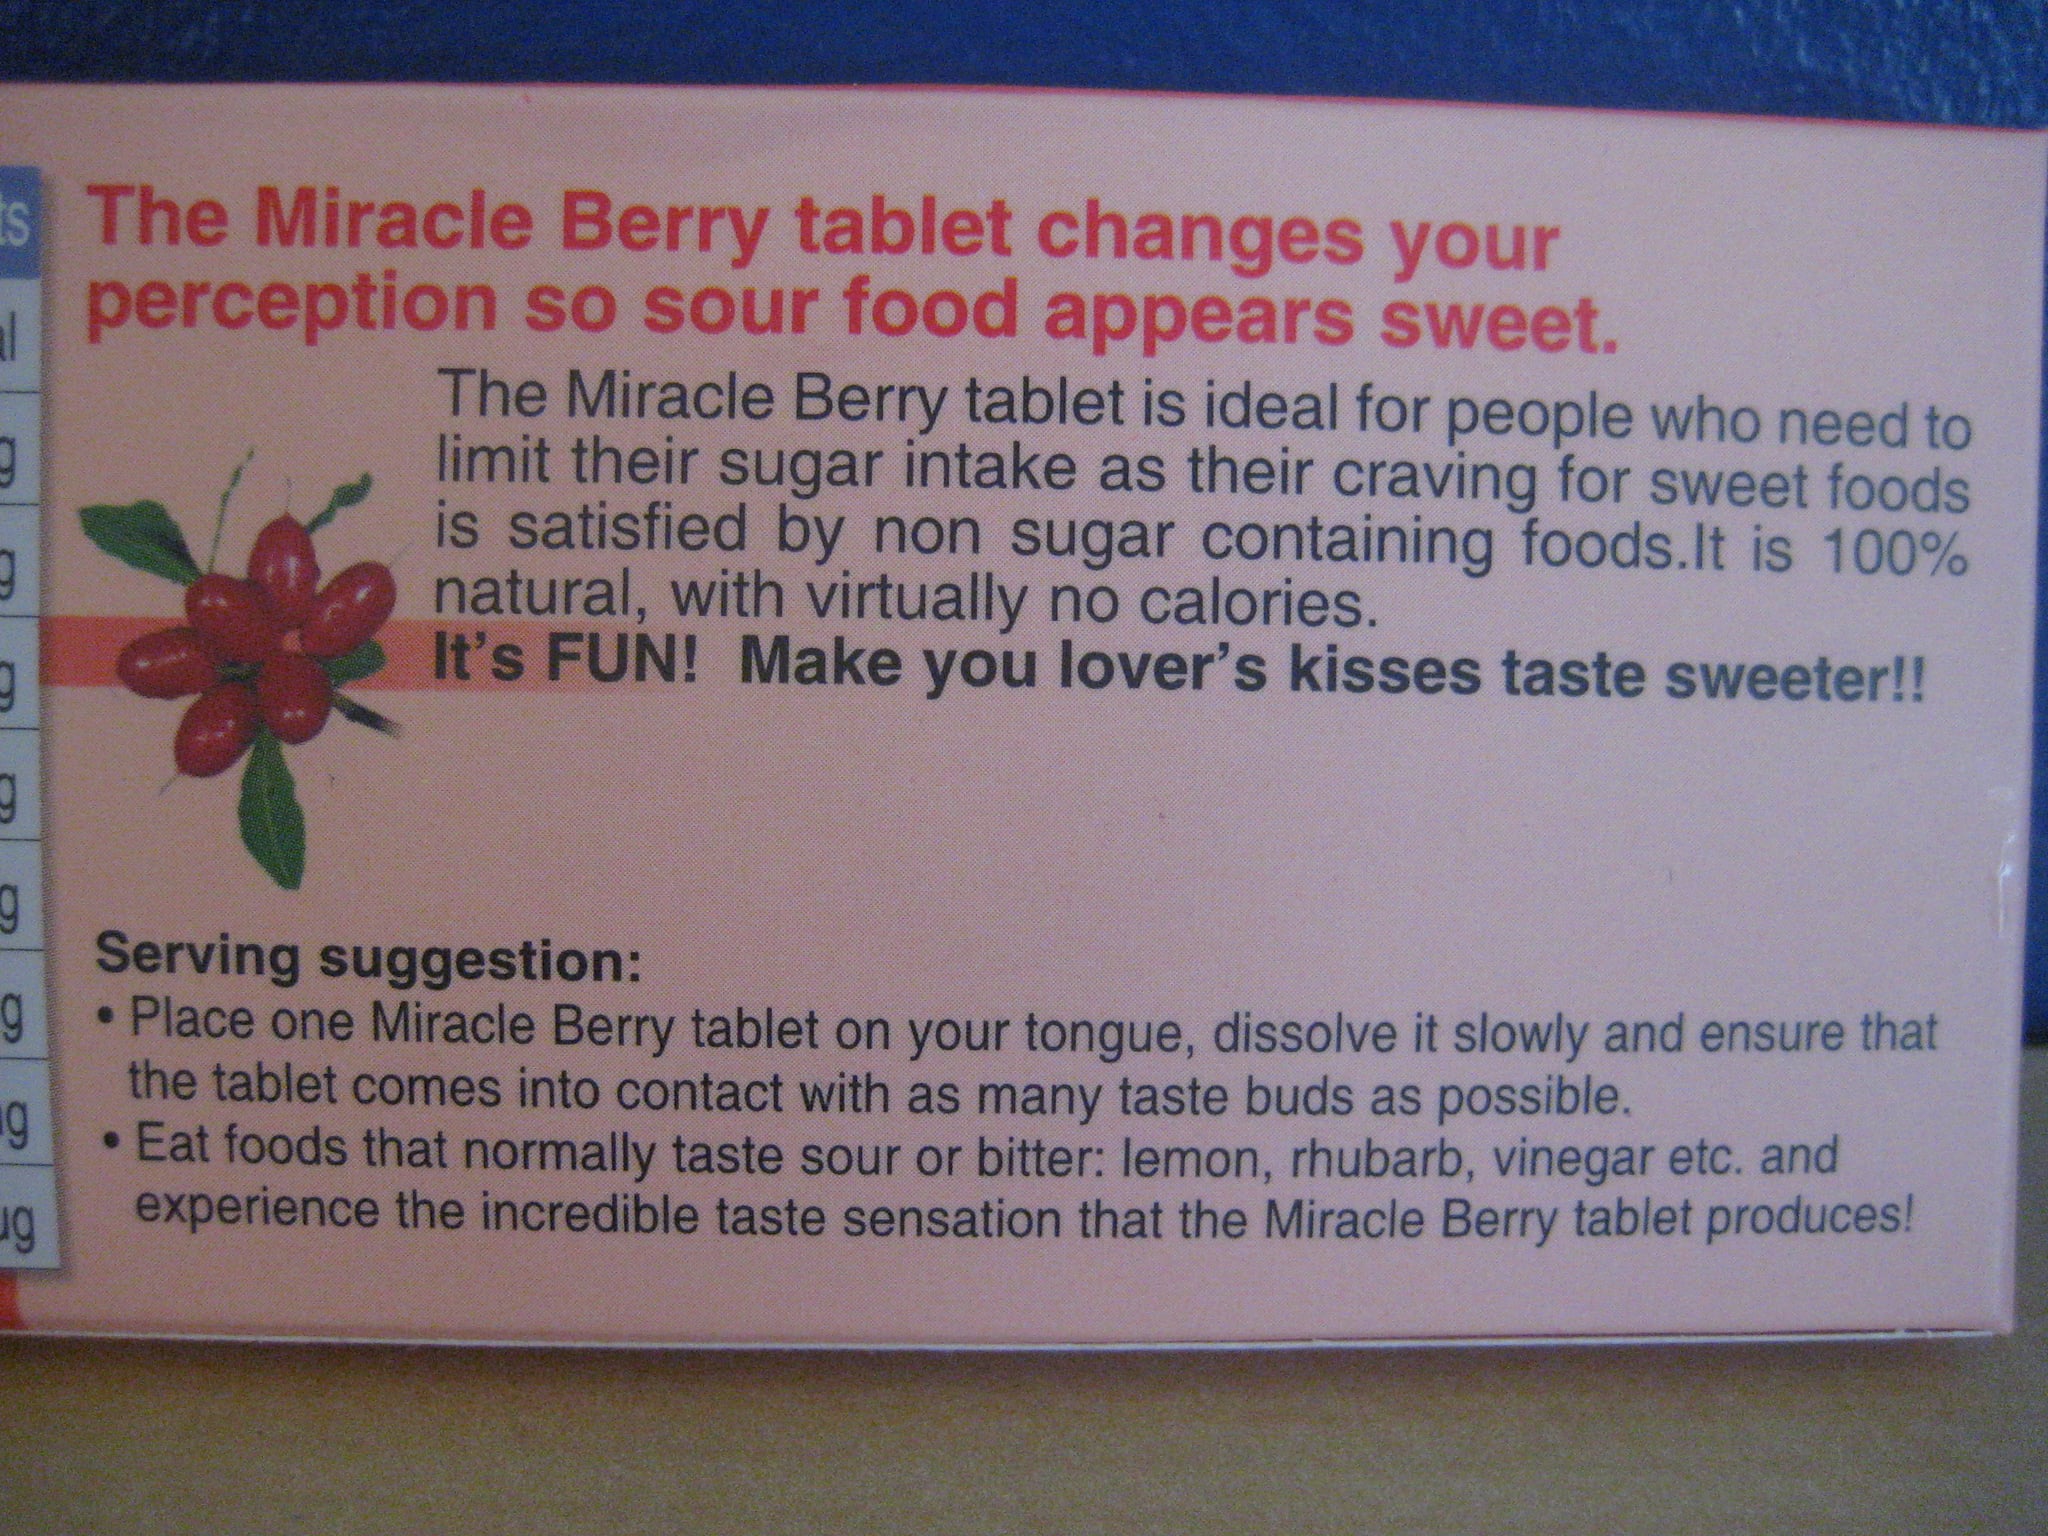 The Miracle Berry tablet changes your
perception so sour food appears sweet.
The Miracle Berry tablet is ideal for people who need to
limit their sugar intake as their craving for sweet foods
is satisfied by non sugar containing foods.It is 100%
natural, with virtually no calories.
It's FUN! Make you lover's kisses taste sweeter!!
Serving suggestion:
• Place one Miracle Berry tablet on your tongue, dissolve it slowly and ensure that
the tablet comes into contact with as many taste buds as possible.
• Eat foods that normally taste sour or bitter: lemon, rhubarb, vinegar etc. and
experience the incredible taste sensation that the Miracle Berry tablet produces!